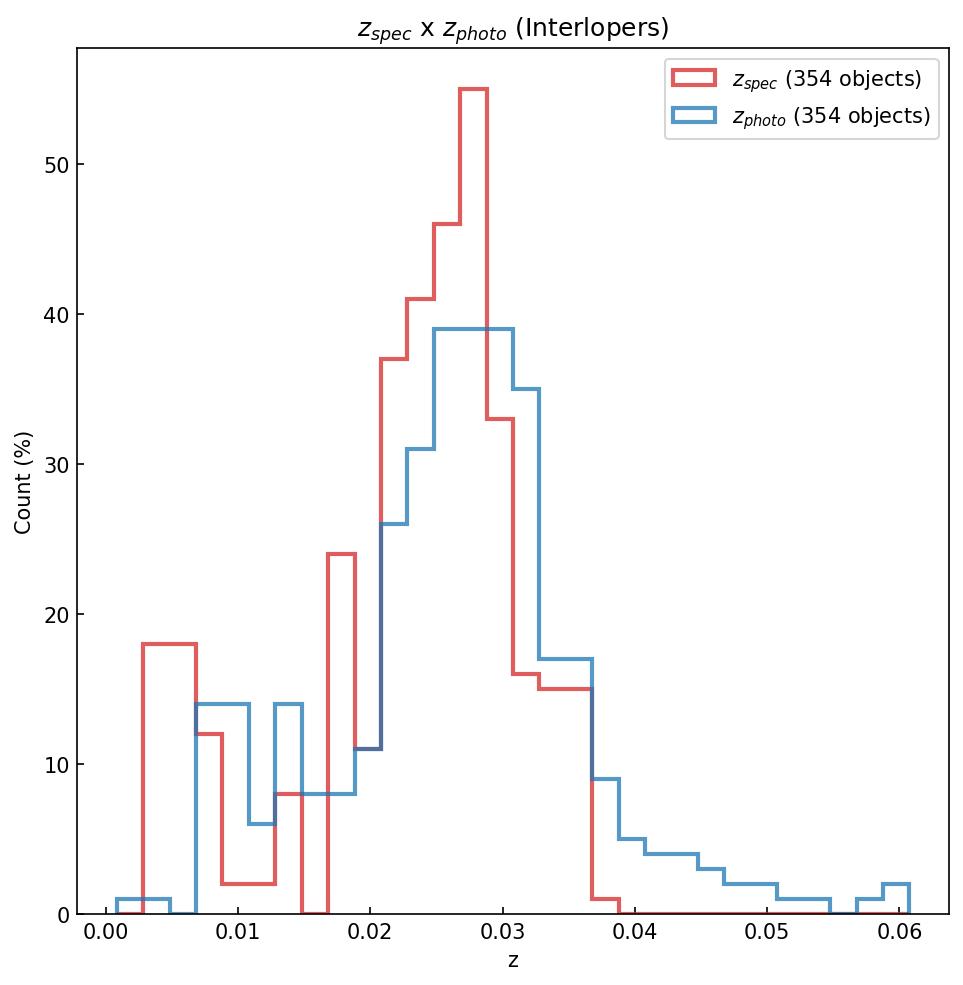 z_spec x z_photo (Interlopers)
z_spec (354 objects)
z_photo (354 objects)
Count (%)
50
40
30
20
10
0
0.00 0.01 0.02 0.03 0.04 0.05 0.06
z